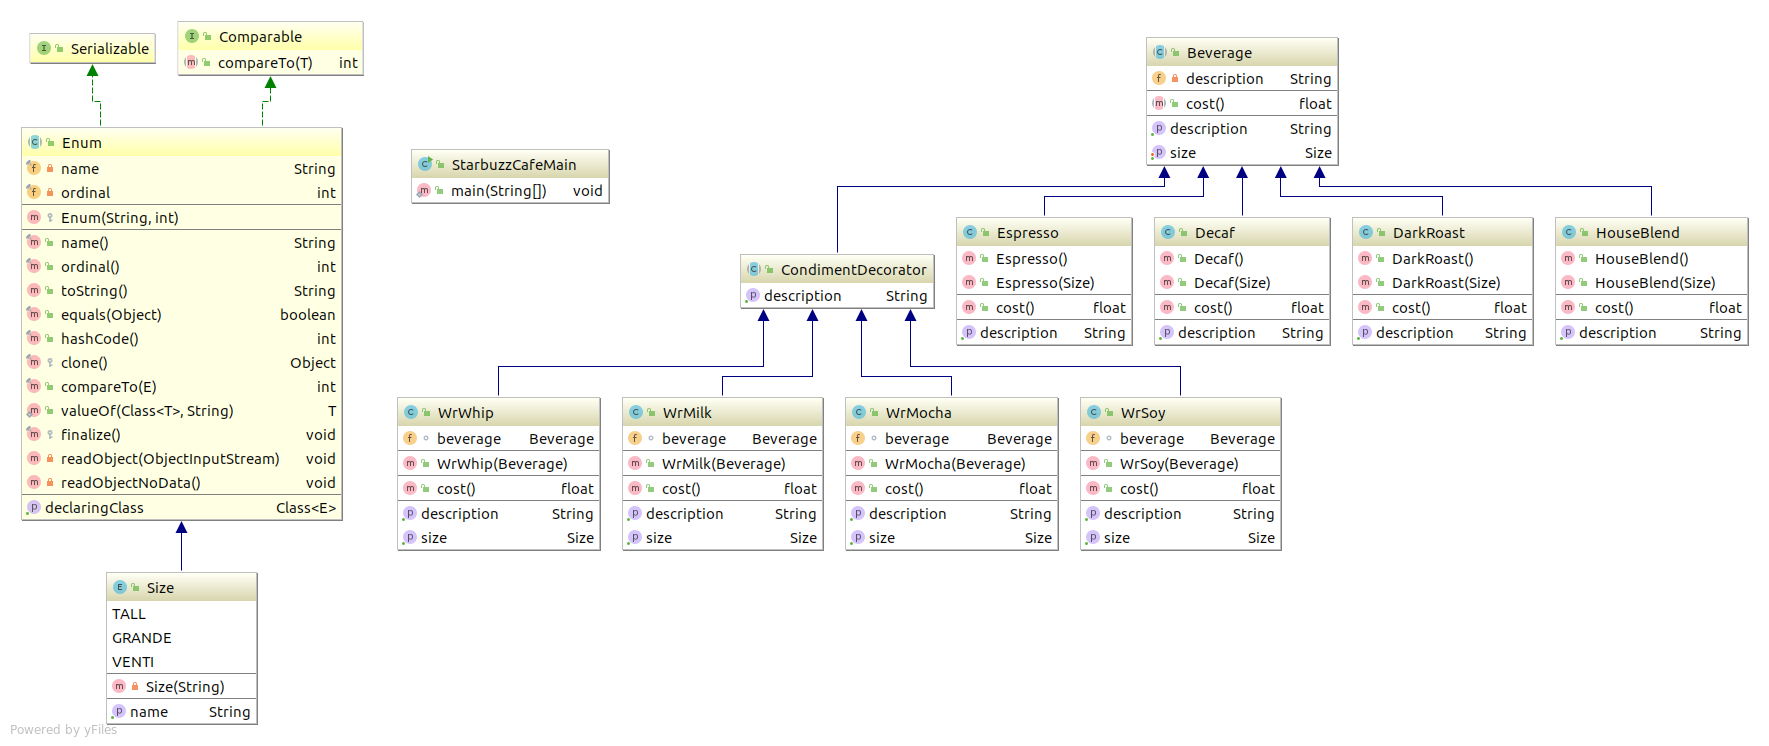 Serializable
Comparable
compareTo(T) int
Enum
name String
ordinal int
Enum(String, int)
name() String
ordinal() int
toString() String
equals(Object) boolean
hashCode() int
clone() Object
compareTo(E) int
valueOf(Class<T>, String) T
finalize() void
readObject(ObjectInputStream) void
readObjectNoData() void
declaringClass Class<E>
Size
TALL
GRANDE
VENTI
Size(String)
name String
StarbuzzCafeMain
main(String[]) void
Beverage
description String
cost() float
description String
size Size
CondimentDecorator
description String
Espresso
Espresso()
Espresso(Size)
cost() float
description String
Decaf
Decaf()
Decaf(Size)
cost() float
description String
DarkRoast
DarkRoast()
DarkRoast(Size)
cost() float
description String
HouseBlend
HouseBlend()
HouseBlend(Size)
cost() float
description String
WrWhip
beverage Beverage
WrWhip(Beverage)
cost() float
description String
size Size
WrMilk
beverage Beverage
WrMilk(Beverage)
cost() float
description String
size Size
WrMocha
beverage Beverage
WrMocha(Beverage)
cost() float
description String
size Size
WrSoy
beverage Beverage
WrSoy(Beverage)
cost() float
description String
size Size
Powered by yFiles